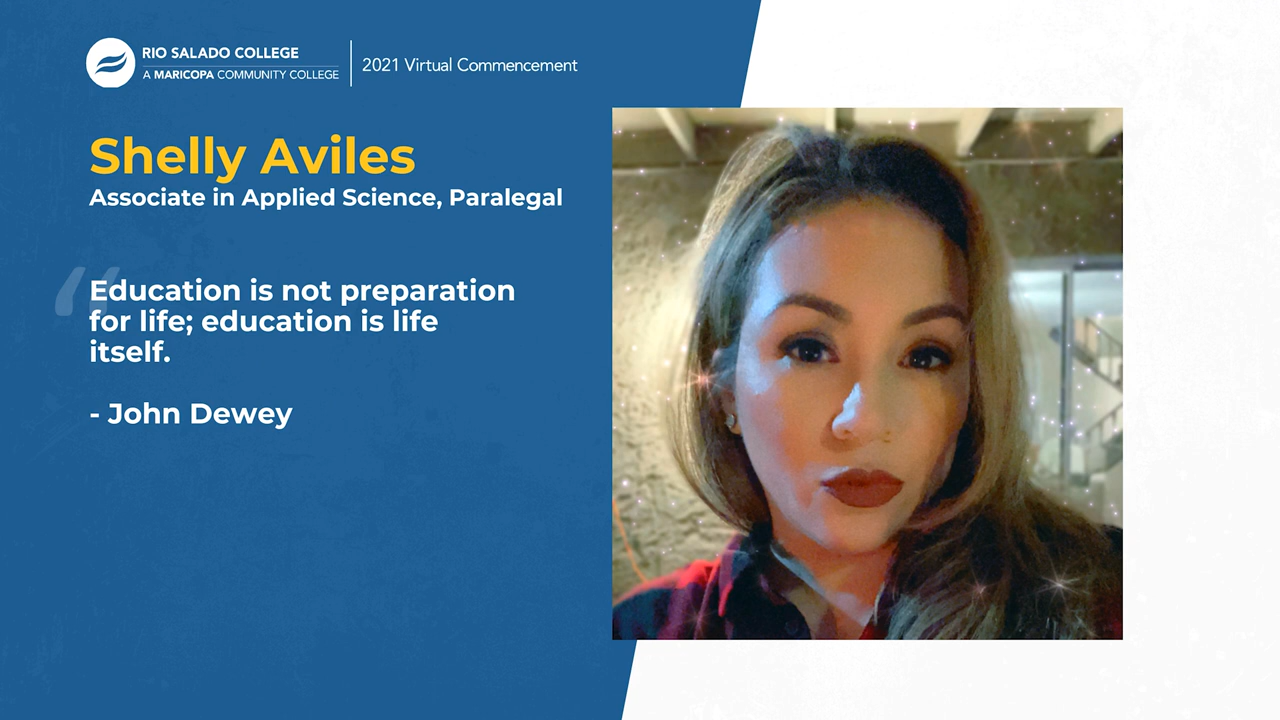 RIO SALADO COLLEGE
A MARICOPA COMMUNITY COLLEGE
2021 Virtual Commencement
Shelly Aviles
Associate in Applied Science, Paralegal
“
Education is not preparation
for life; education is life
itself.
- John Dewey